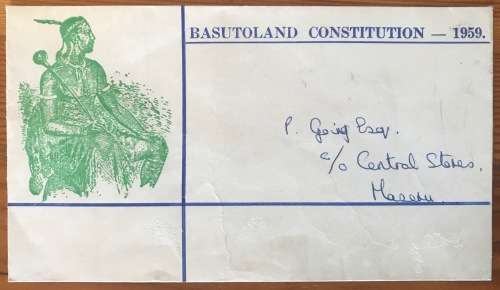 BASUTOLAND CONSTITUTION — 1959.
P. Going Esq.
c/o Central Stores.
Maseru.